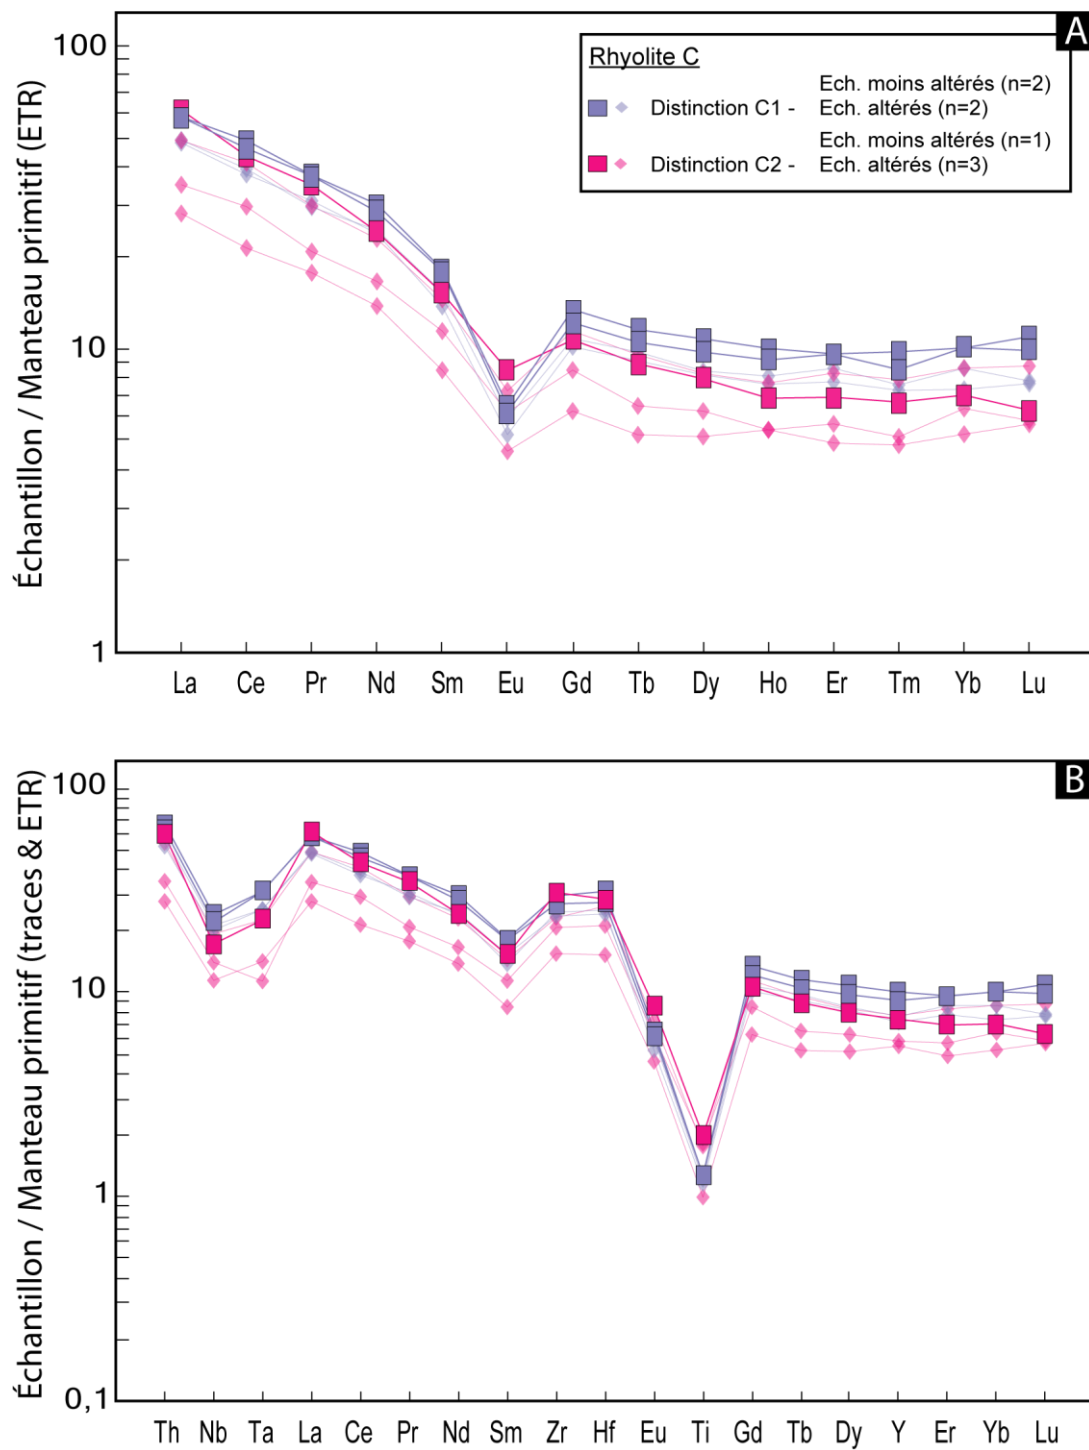 A
Échantillon / Manteau primitif (ETR)
100
10
1
Rhyolite C
Ech. moins altérés (n=2)
Distinction C1 - Ech. altérés (n=2)
Ech. moins altérés (n=1)
Distinction C2 - Ech. altérés (n=3)
La Ce Pr Nd Sm Eu Gd Tb Dy Ho Er Tm Yb Lu
B
Échantillon / Manteau primitif (traces & ETR)
100
10
1
0,1
Th Nb Ta La Ce Pr Nd Sm Zr Hf Eu Ti Gd Tb Dy Y Er Yb Lu